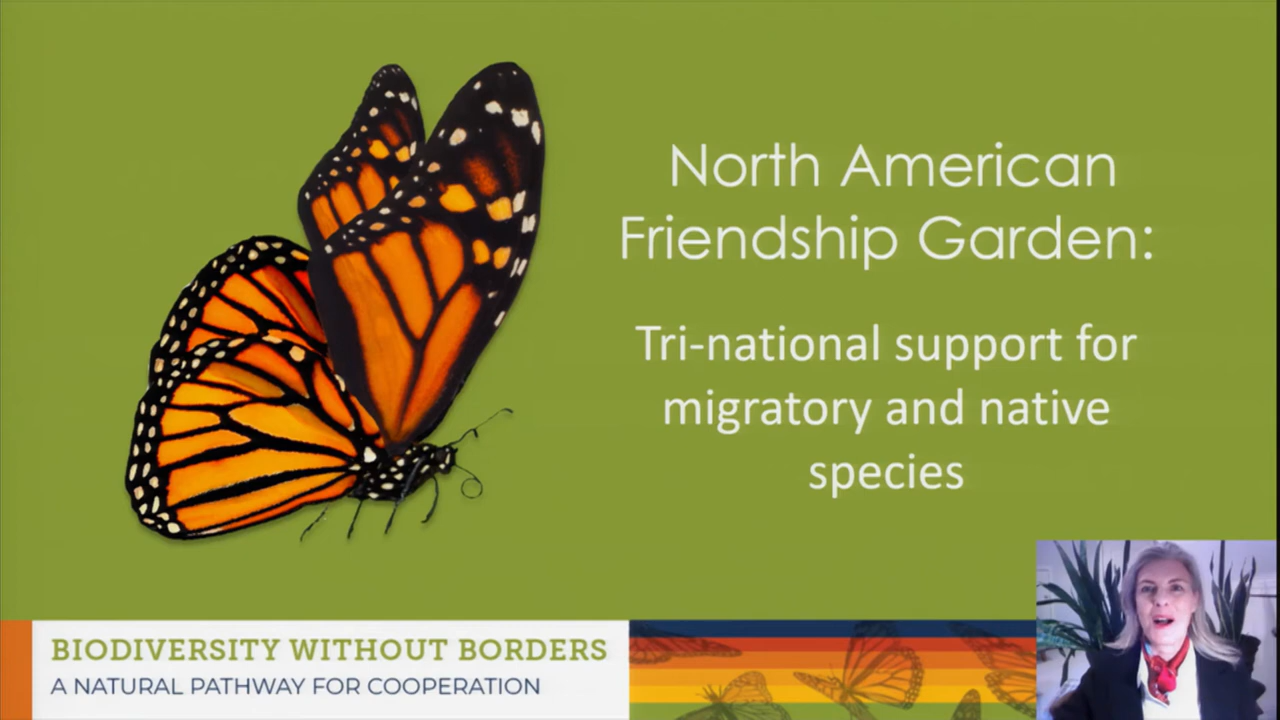 North American
Friendship Garden:
Tri-national support for
migratory and native
species
BIODIVERSITY WITHOUT BORDERS
A NATURAL PATHWAY FOR COOPERATION